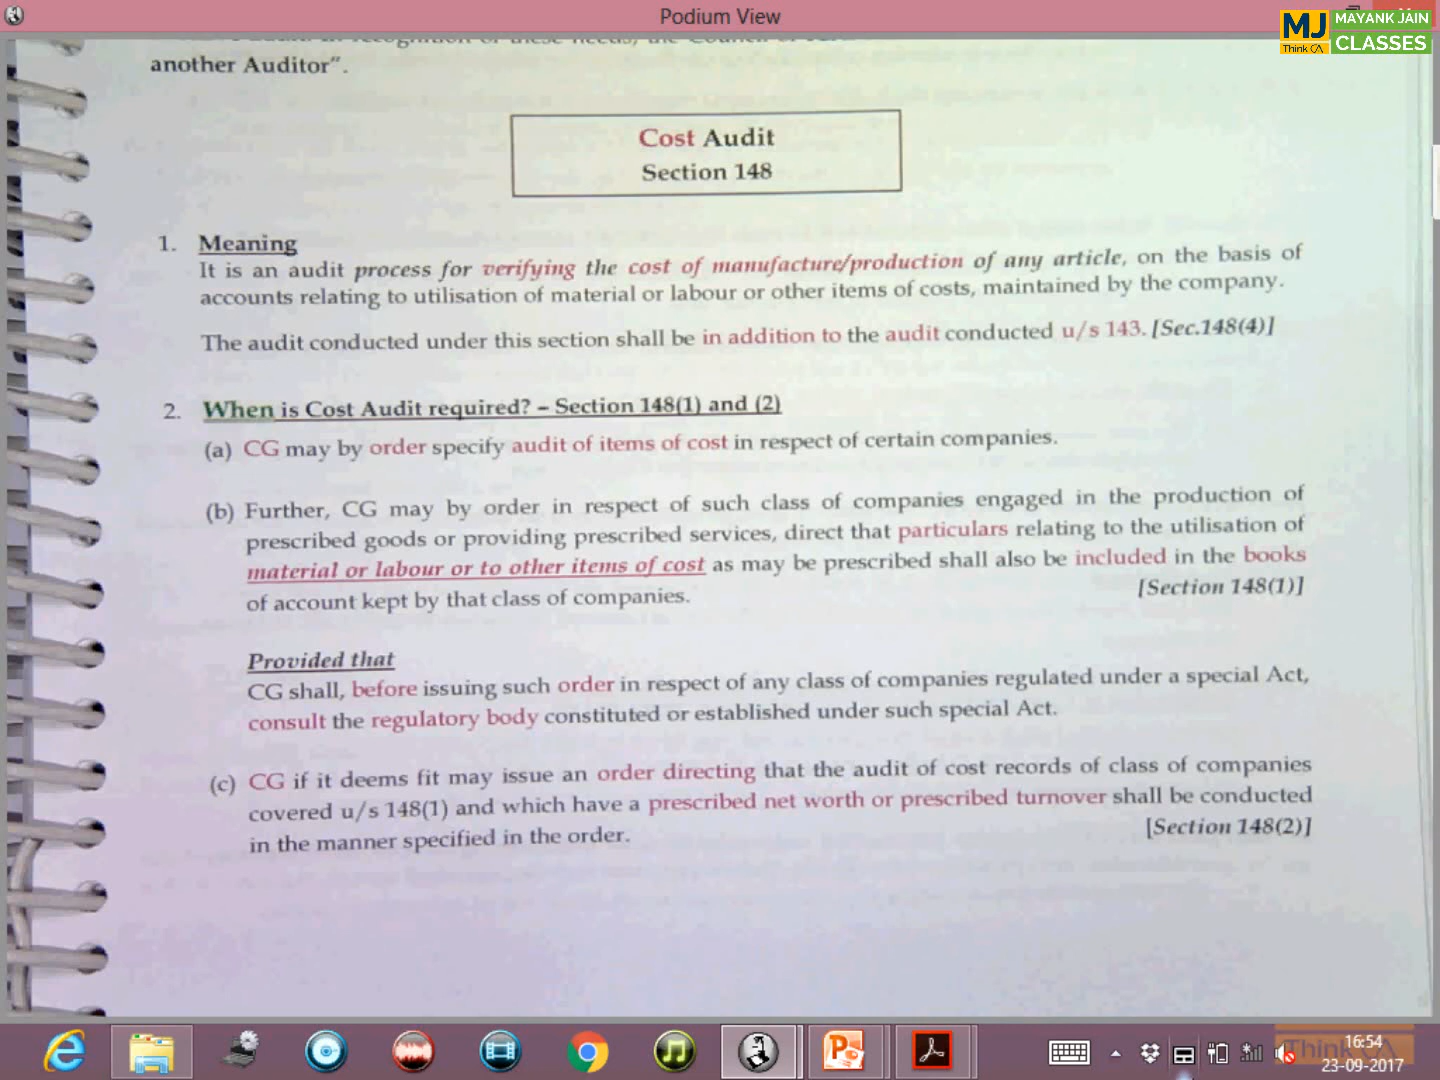 Podium View
MJ
Think CA
MAYANK JAIN
CLASSES
another Auditor".
Cost Audit
Section 148
1. Meaning
It is an audit process for verifying the cost of manufacture/production of any article, on the basis of
accounts relating to utilisation of material or labour or other items of costs, maintained by the company.
The audit conducted under this section shall be in addition to the audit conducted u/s 143. [Sec.148(4)]
2. When is Cost Audit required? – Section 148(1) and (2)
(a) CG may by order specify audit of items of cost in respect of certain companies.
(b) Further, CG may by order in respect of such class of companies engaged in the production of
prescribed goods or providing prescribed services, direct that particulars relating to the utilisation of
material or labour or to other items of cost as may be prescribed shall also be included in the books
of account kept by that class of companies. [Section 148(1)]
Provided that
CG shall, before issuing such order in respect of any class of companies regulated under a special Act,
consult the regulatory body constituted or established under such special Act.
(c) CG if it deems fit may issue an order directing that the audit of cost records of class of companies
covered u/s 148(1) and which have a prescribed net worth or prescribed turnover shall be conducted
in the manner specified in the order. [Section 148(2)]
Think CA
16:54
23-09-2017